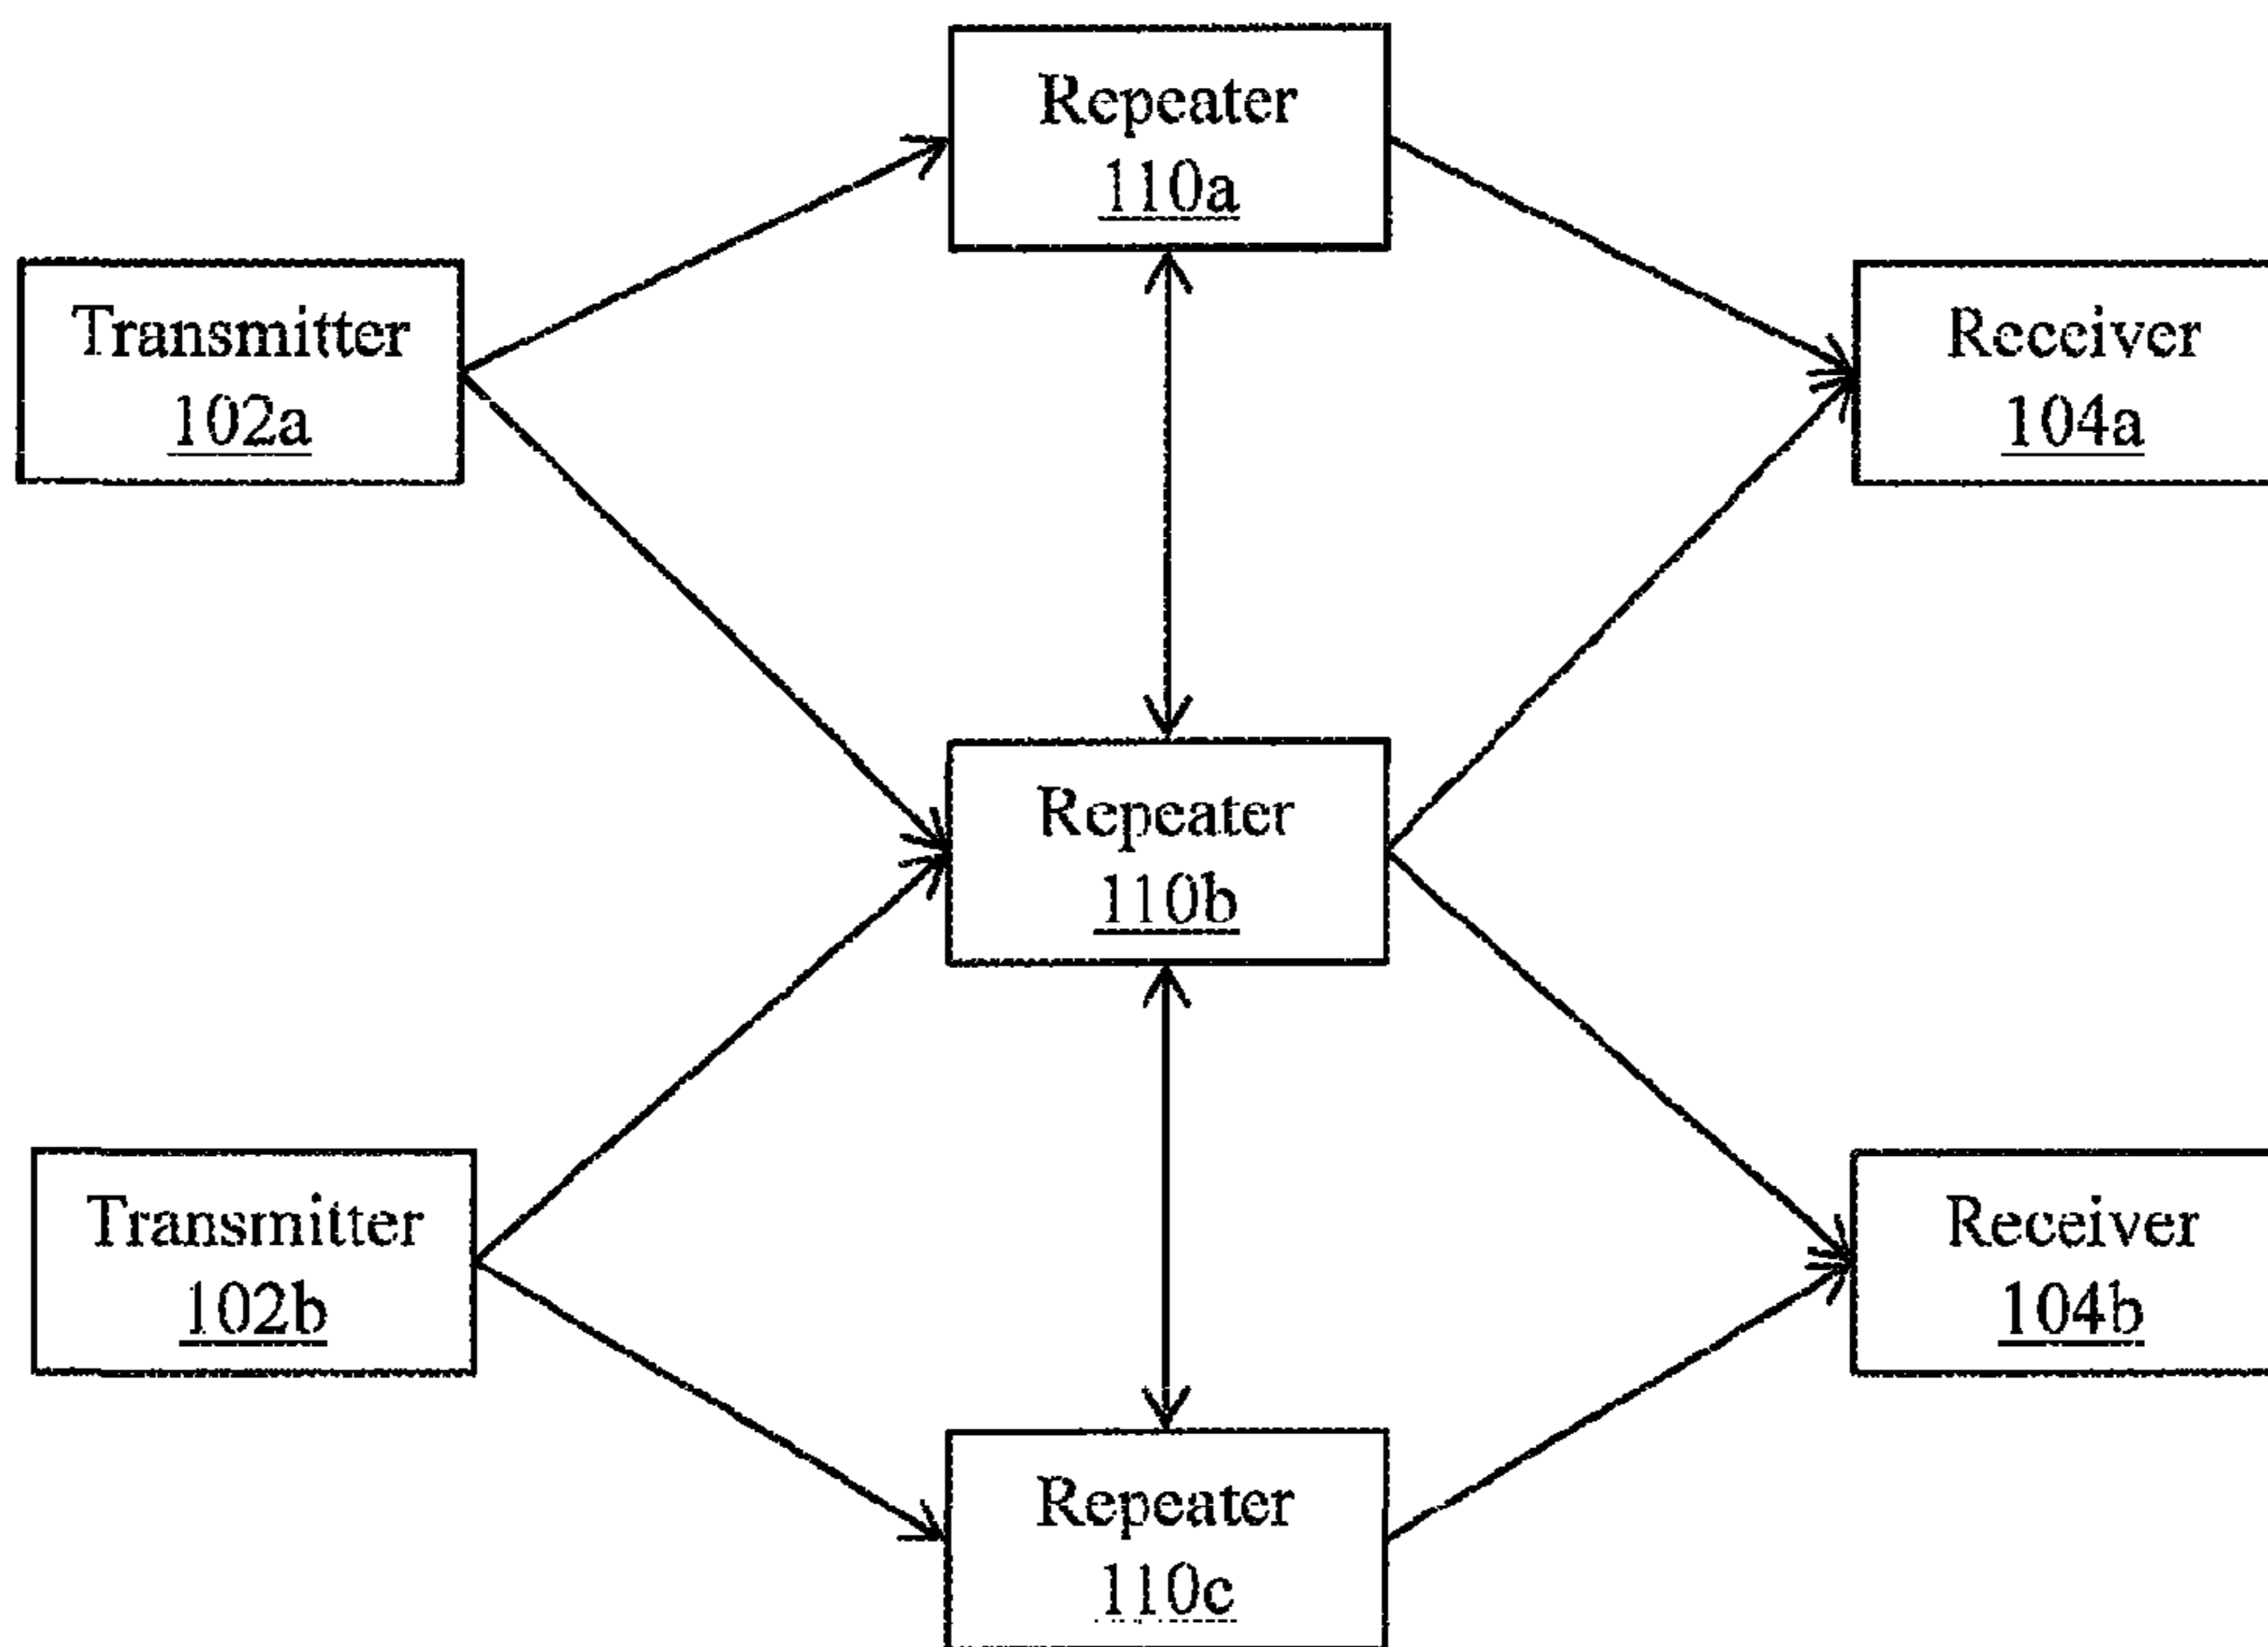 Repeater
110a
Transmitter
102a
Receiver
104a
Repeater
110b
Transmitter
102b
Receiver
104b
Repeater
110c